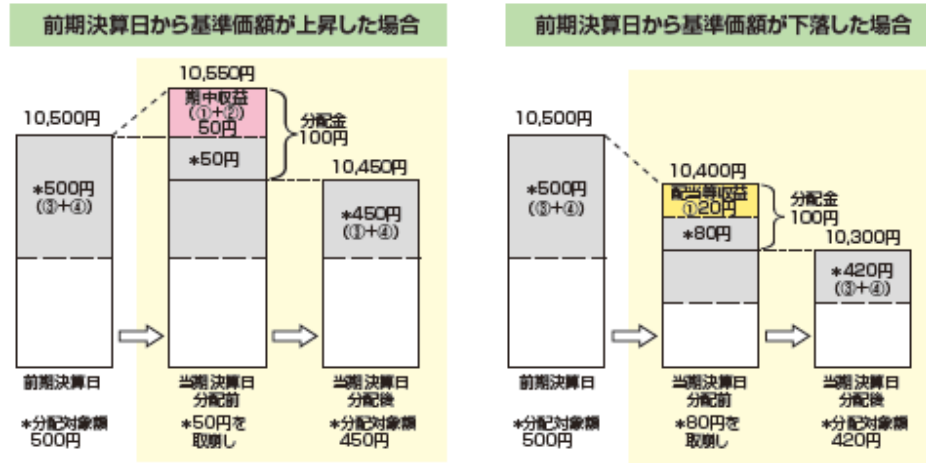 前期決算日から基準価額が上昇した場合
10,550円
期中収益
(①+②)
50円
10,500円
分配金
100円
*50円
10,450円
*500円
(③+④)
*450円
(③+④)
前期決算日
当期決算日
分配前
当期決算日
分配後
*分配対象額
500円
*50円を
取崩し
*分配対象額
450円
前期決算日から基準価額が下落した場合
10,500円
10,400円
配当等収益
①20円
分配金
100円
*500円
(③+④)
*80円
10,300円
*420円
(③+④)
前期決算日
当期決算日
分配前
当期決算日
分配後
*分配対象額
500円
*80円を
取崩し
*分配対象額
420円